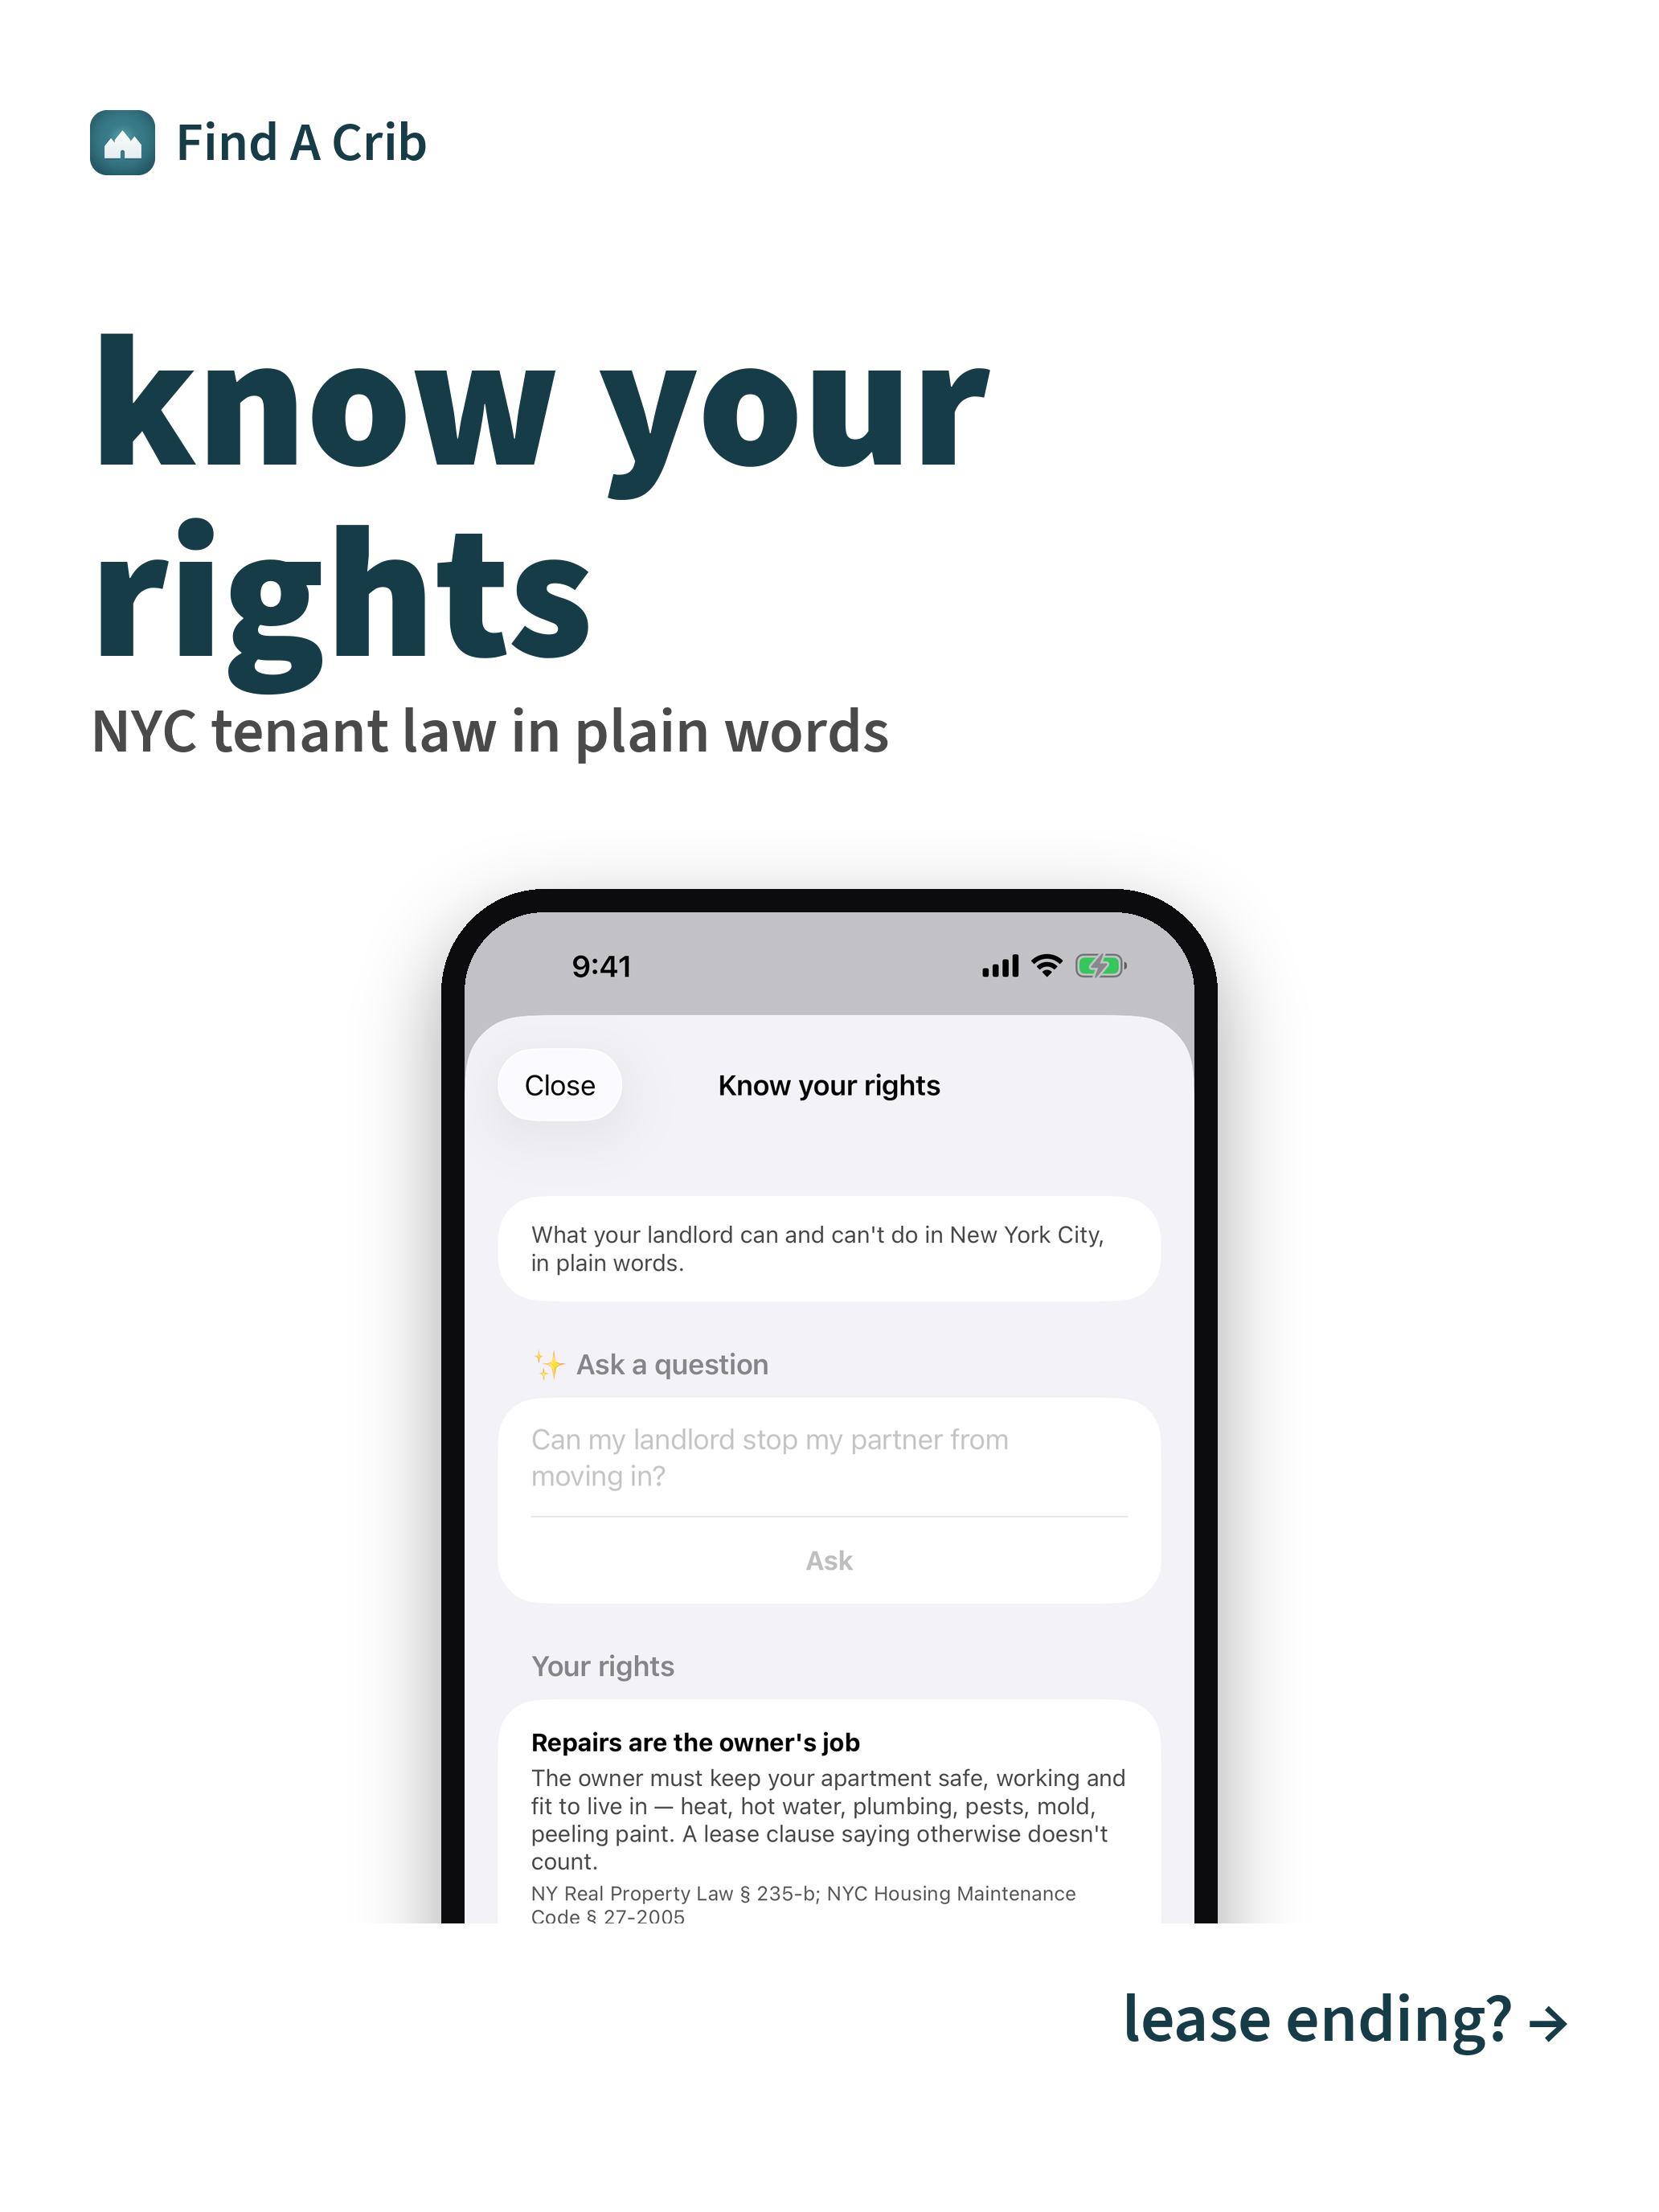 Find A Crib
know your
rights
NYC tenant law in plain words
9:41
Close
Know your rights
What your landlord can and can't do in New York City,
in plain words.
✨ Ask a question
Can my landlord stop my partner from
moving in?
Ask
Your rights
Repairs are the owner's job
The owner must keep your apartment safe, working and
fit to live in — heat, hot water, plumbing, pests, mold,
peeling paint. A lease clause saying otherwise doesn't
count.
NY Real Property Law § 235-b; NYC Housing Maintenance
Code § 27-2005
lease ending? →